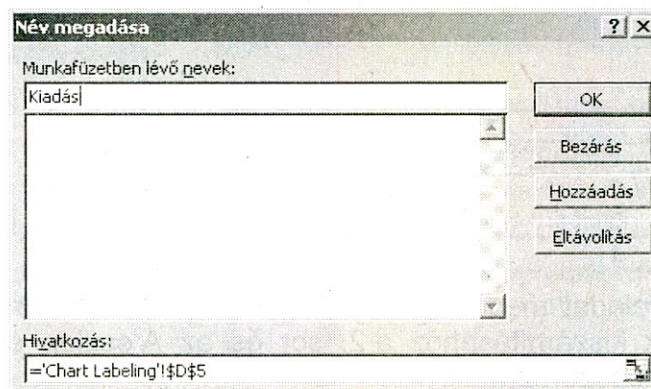 Név megadása
Munkafüzetben lévő nevek:
Kiadás
OK
Bezárás
Hozzáadás
Eltávolítás
Hivatkozás:
='Chart Labeling'!$D$5